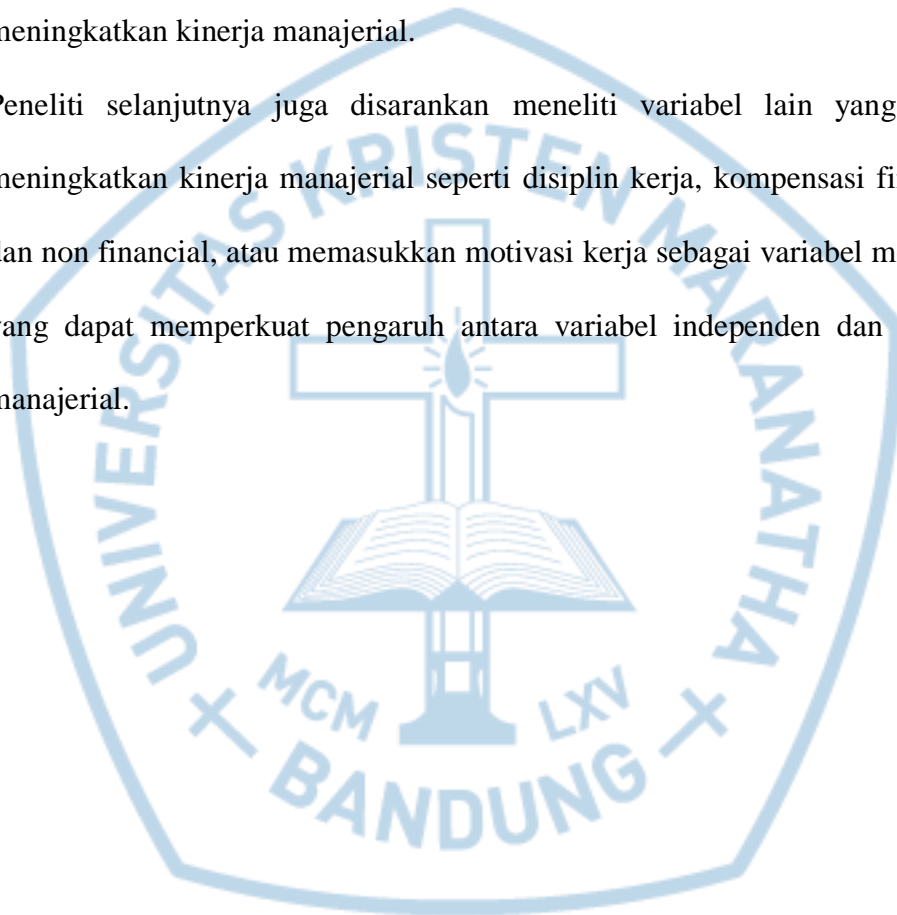 meningkatkan kinerja manajerial.
Peneliti selanjutnya juga disarankan meneliti variabel lain yang
meningkatkan kinerja manajerial seperti disiplin kerja, kompensasi
dan non financial, atau memasukkan motivasi kerja sebagai variabel
yang dapat memperkuat pengaruh antara variabel independen dan
manajerial.
UNIVERSITAS KRISTEN MARANATHA
MCM LXV
BANDUNG